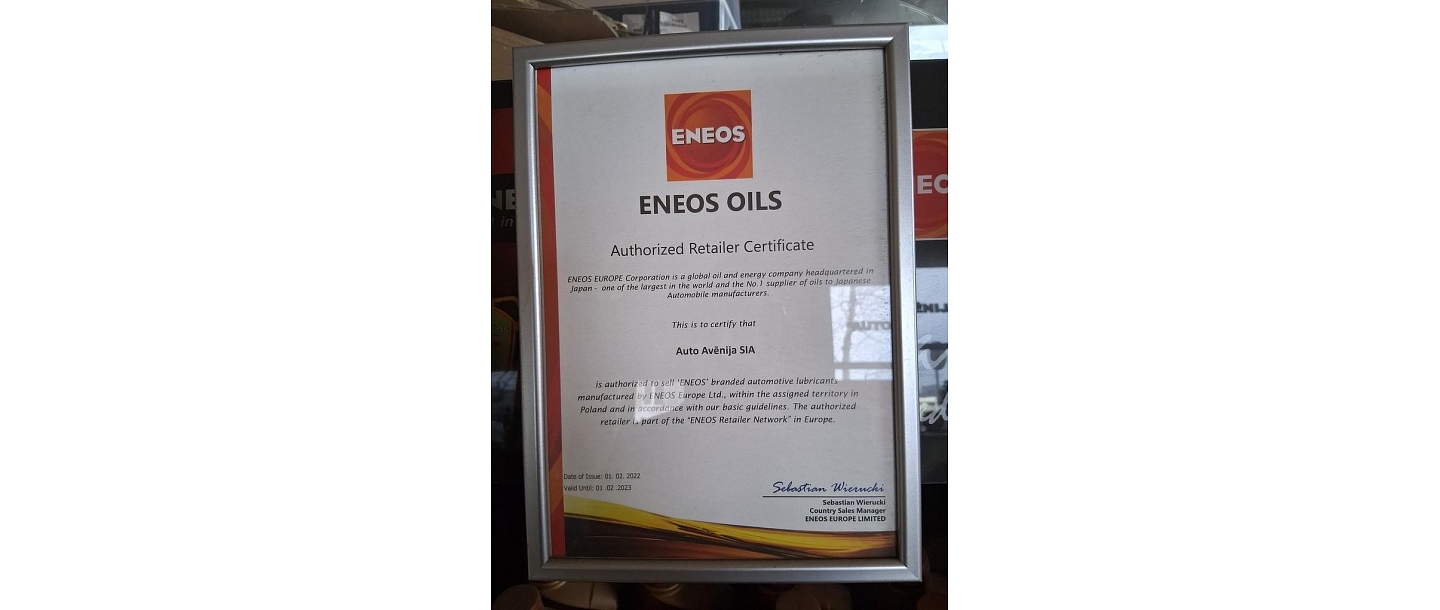 ENEOS
ENEOS OILS
Authorized Retailer Certificate
ENEOS EUROPE Corporation is a global oil and energy company headquartered in
Japan - one of the largest in the world and the No.1 supplier of oils to Japanese
Automobile manufacturers.
This is to certify that
Auto Avēnija SIA
is authorized to sell 'ENEOS' branded automotive lubricants
manufactured by ENEOS Europe Ltd., within the assigned territory in
Poland and in accordance with our basic guidelines. The authorized
retailer is part of the "ENEOS Retailer Network" in Europe.
Date of Issue: 01. 02. 2022
Valid Until: 01 .02 .2023
Sebastian Wierucki
Sebastian Wierucki
Country Sales Manager
ENEOS EUROPE LIMITED